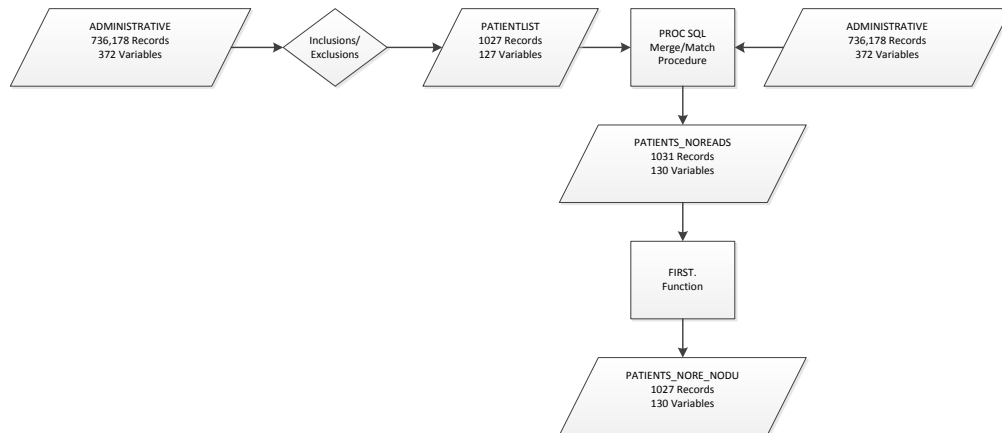 ADMINISTRATIVE
736,178 Records
372 Variables
Inclusions/
Exclusions
PATIENTLIST
1027 Records
127 Variables
PROC SQL
Merge/Match
Procedure
ADMINISTRATIVE
736,178 Records
372 Variables
PATIENTS_NOREADS
1031 Records
130 Variables
FIRST.
Function
PATIENTS_NORE_NODU
1027 Records
130 Variables